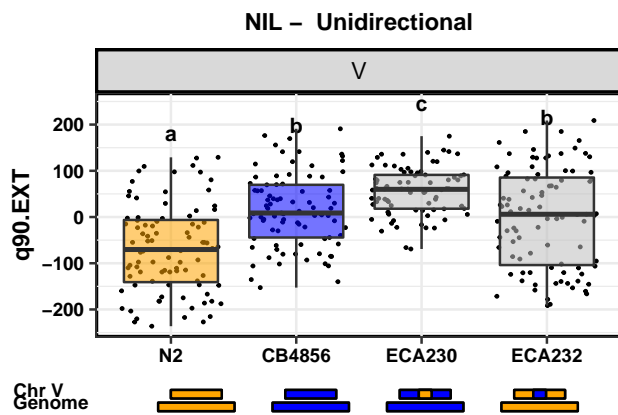 NIL – Unidirectional
V
q90.EXT
200
100
0
−100
−200
a
b
c
b
N2 CB4856 ECA230 ECA232
Chr V
Genome